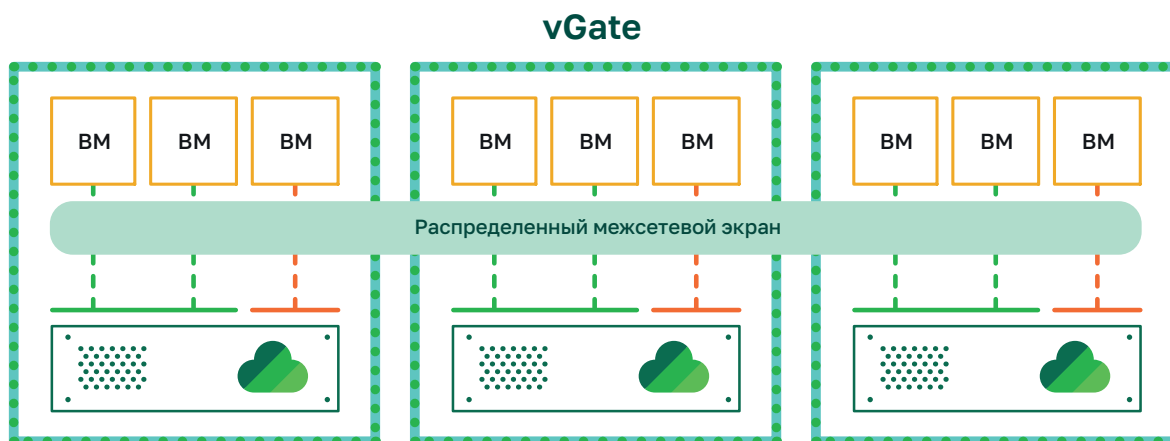 vGate
ВМ ВМ ВМ ВМ ВМ ВМ ВМ ВМ ВМ
Распределенный межсетевой экран